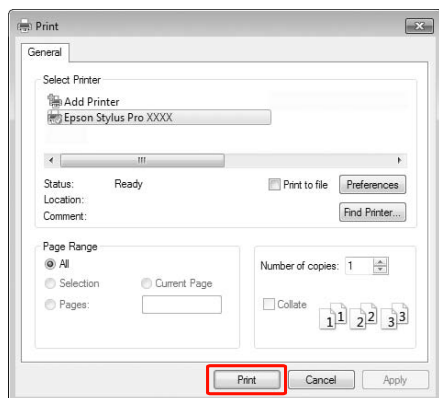 Print
General
Select Printer
Add Printer
Epson Stylus Pro XXXX
Status: Ready
Print to file
Preferences
Location:
Comment:
Find Printer...
Page Range
All
Selection
Current Page
Pages:
Number of copies: 1
Collate
1 1 2 2 3 3
Print
Cancel
Apply